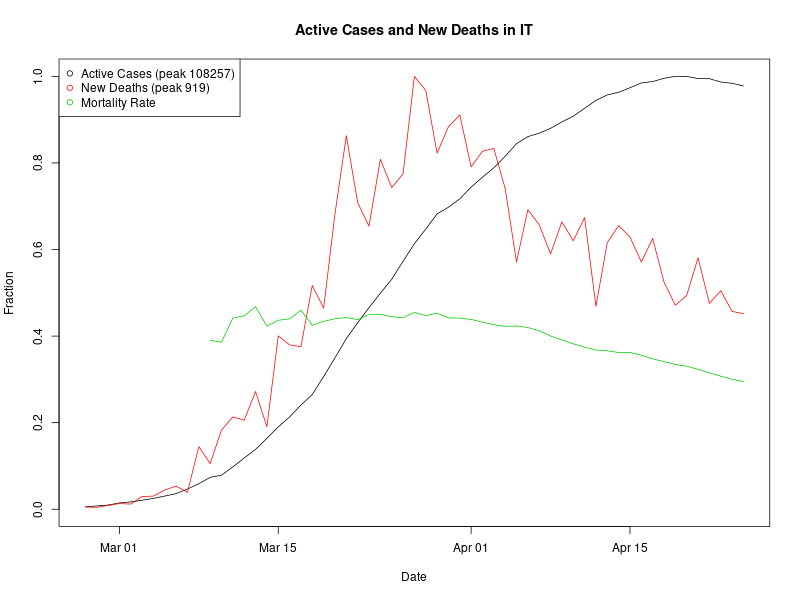 Active Cases and New Deaths in IT
Active Cases (peak 108257)
New Deaths (peak 919)
Mortality Rate
1.0
0.8
0.6
0.4
0.2
0.0
Fraction
Mar 01
Mar 15
Apr 01
Apr 15
Date